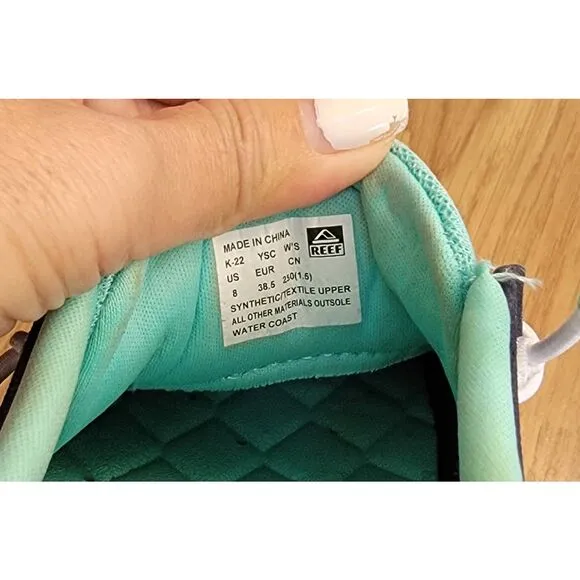 MADE IN CHINA
K-22 YSC W'S
US EUR CN
8 38.5 250(1.5)
SYNTHETIC/TEXTILE UPPER
ALL OTHER MATERIALS OUTSOLE
WATER COAST
REEF